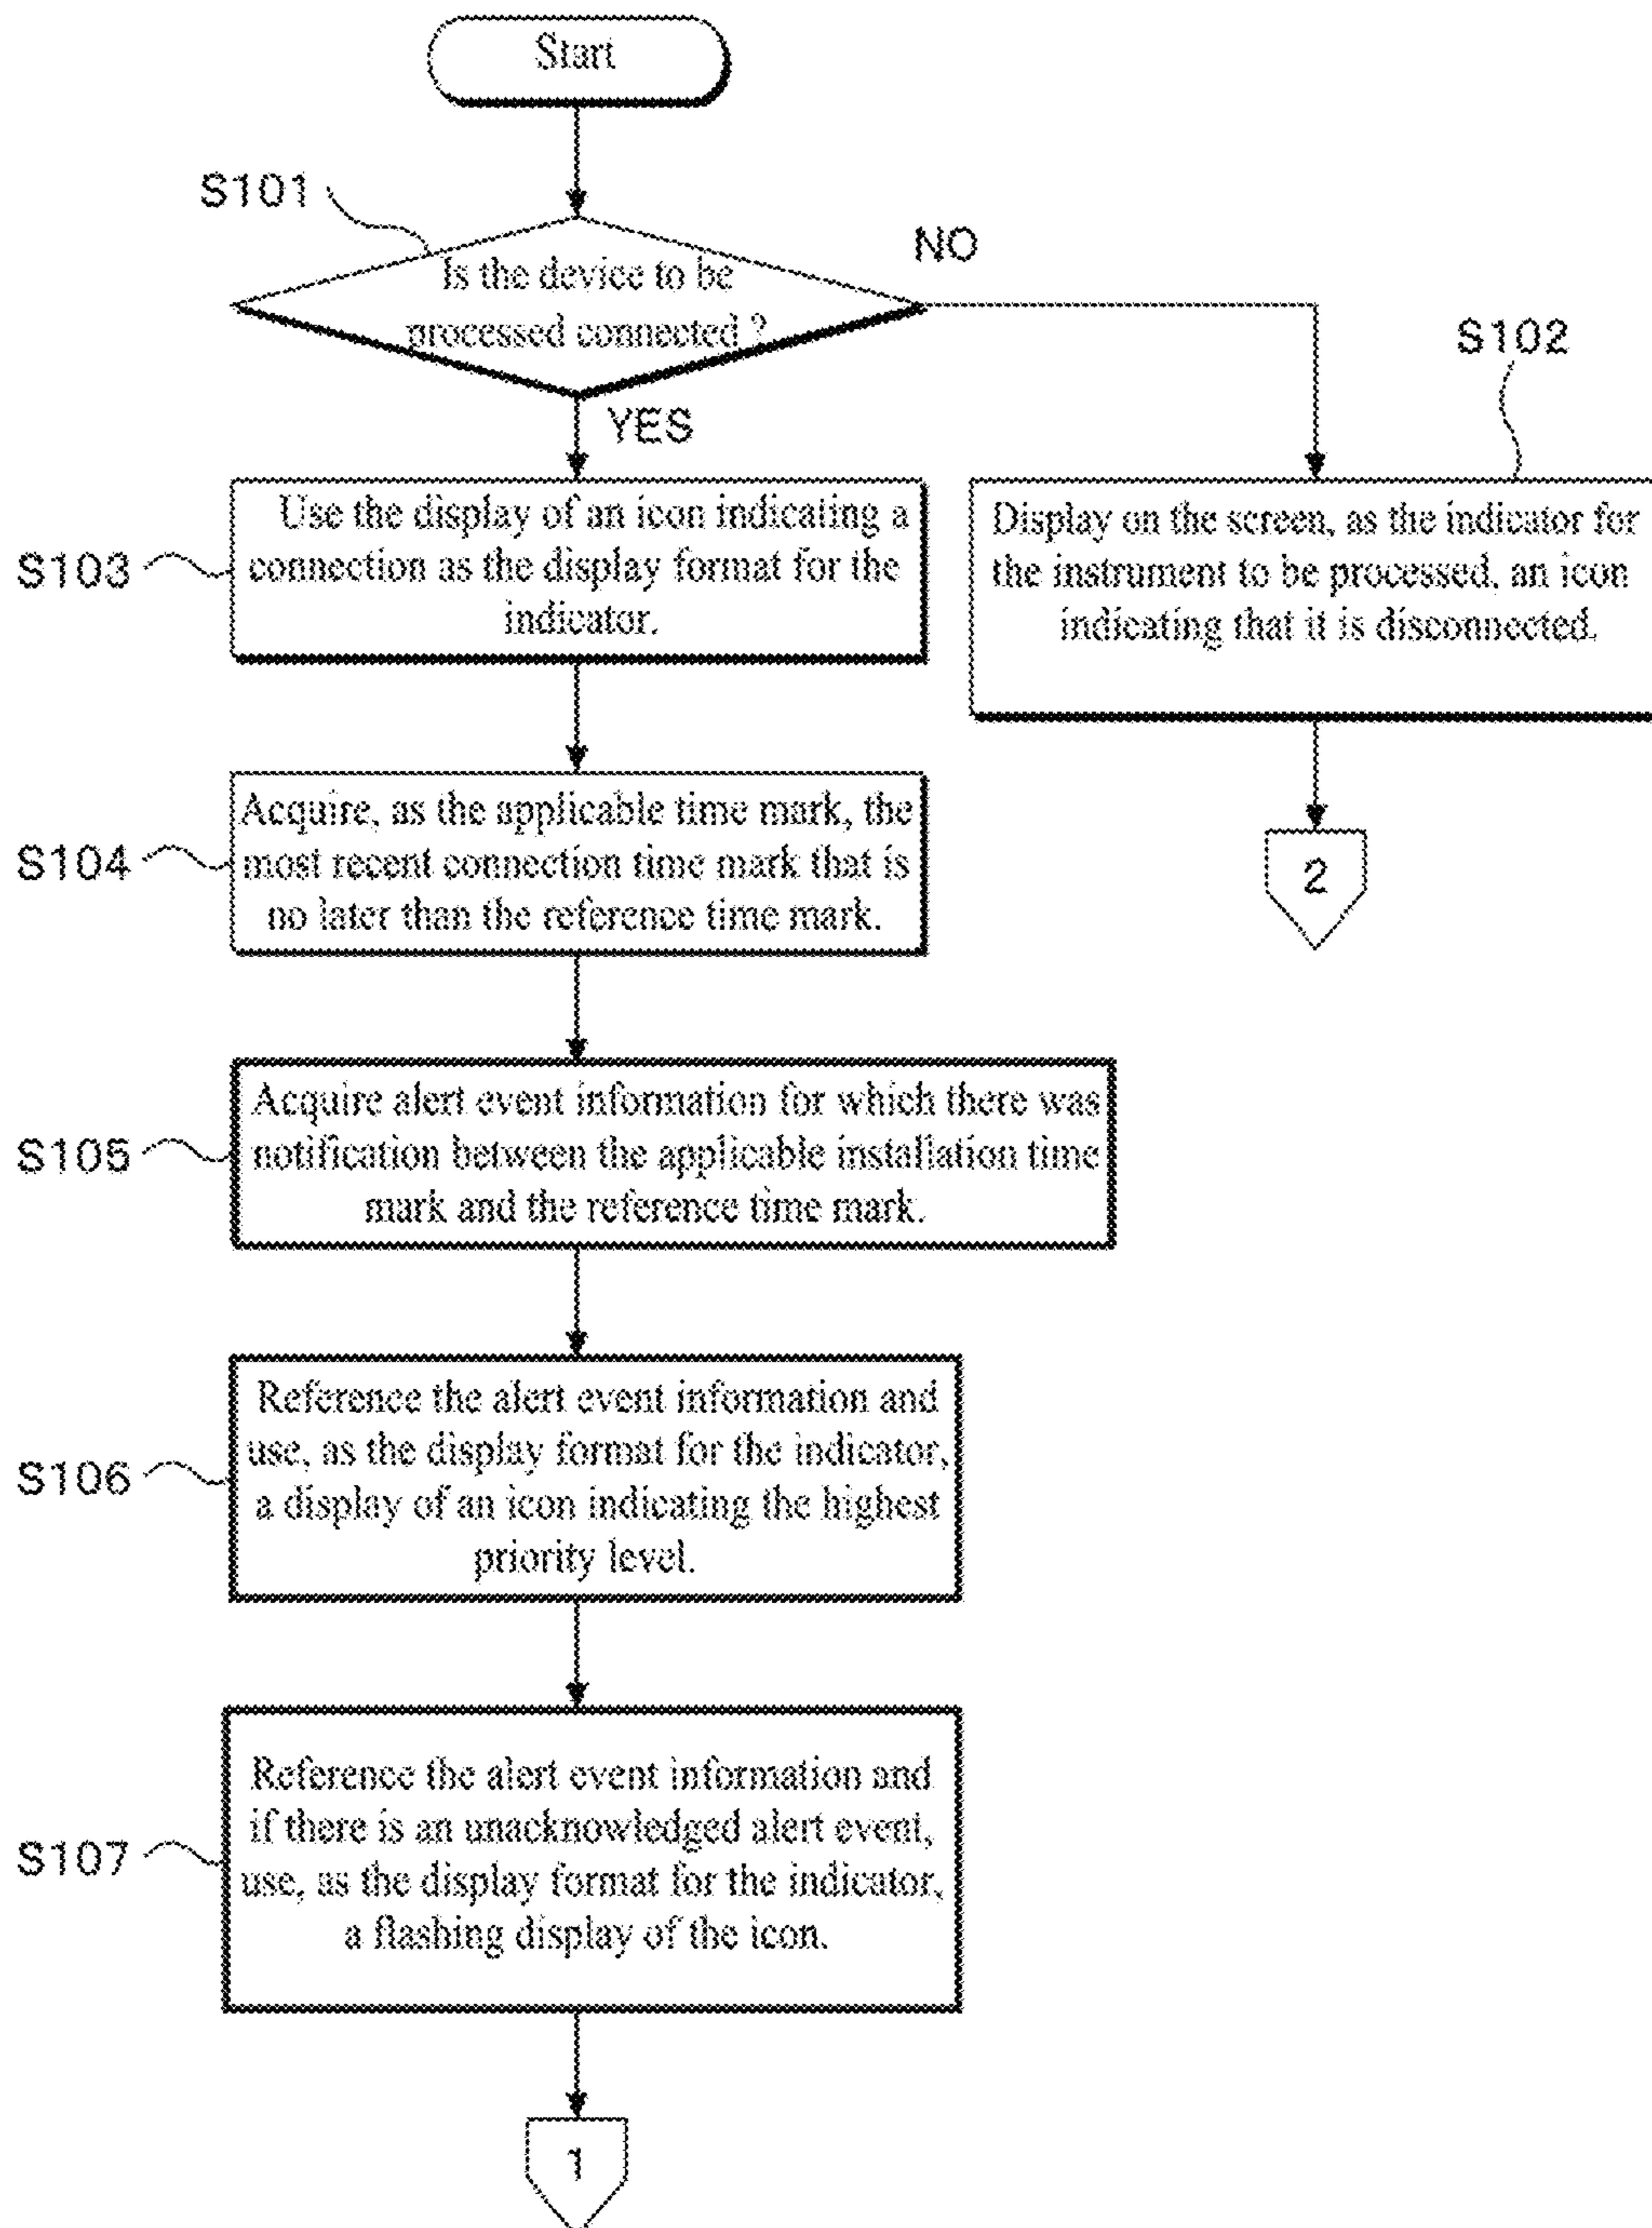 Start
S101
Is the device to be
processed connected ?
NO
YES
S102
Display on the screen, as the indicator for
the instrument to be processed, an icon
indicating that it is disconnected.
2
S103
Use the display of an icon indicating a
connection as the display format for the
indicator.
S104
Acquire, as the applicable time mark, the
most recent connection time mark that is
no later than the reference time mark.
S105
Acquire alert event information for which there was
notification between the applicable installation time
mark and the reference time mark.
S106
Reference the alert event information and
use, as the display format for the indicator,
a display of an icon indicating the highest
priority level.
S107
Reference the alert event information and
if there is an unacknowledged alert event,
use, as the display format for the indicator,
a flashing display of the icon.
1